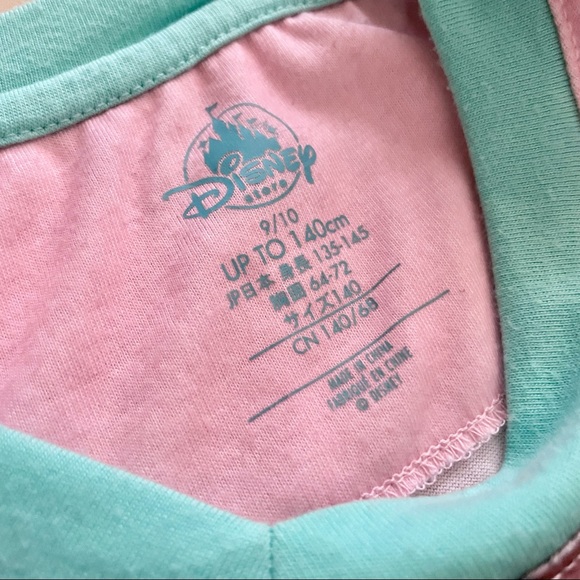 Disney
store
9/10
UP TO 140cm
JP日本 身長 135-145
胸囲 64-72
サイズ140
CN 140/68
MADE IN CHINA
FABRIQUÉ EN CHINE
© DISNEY